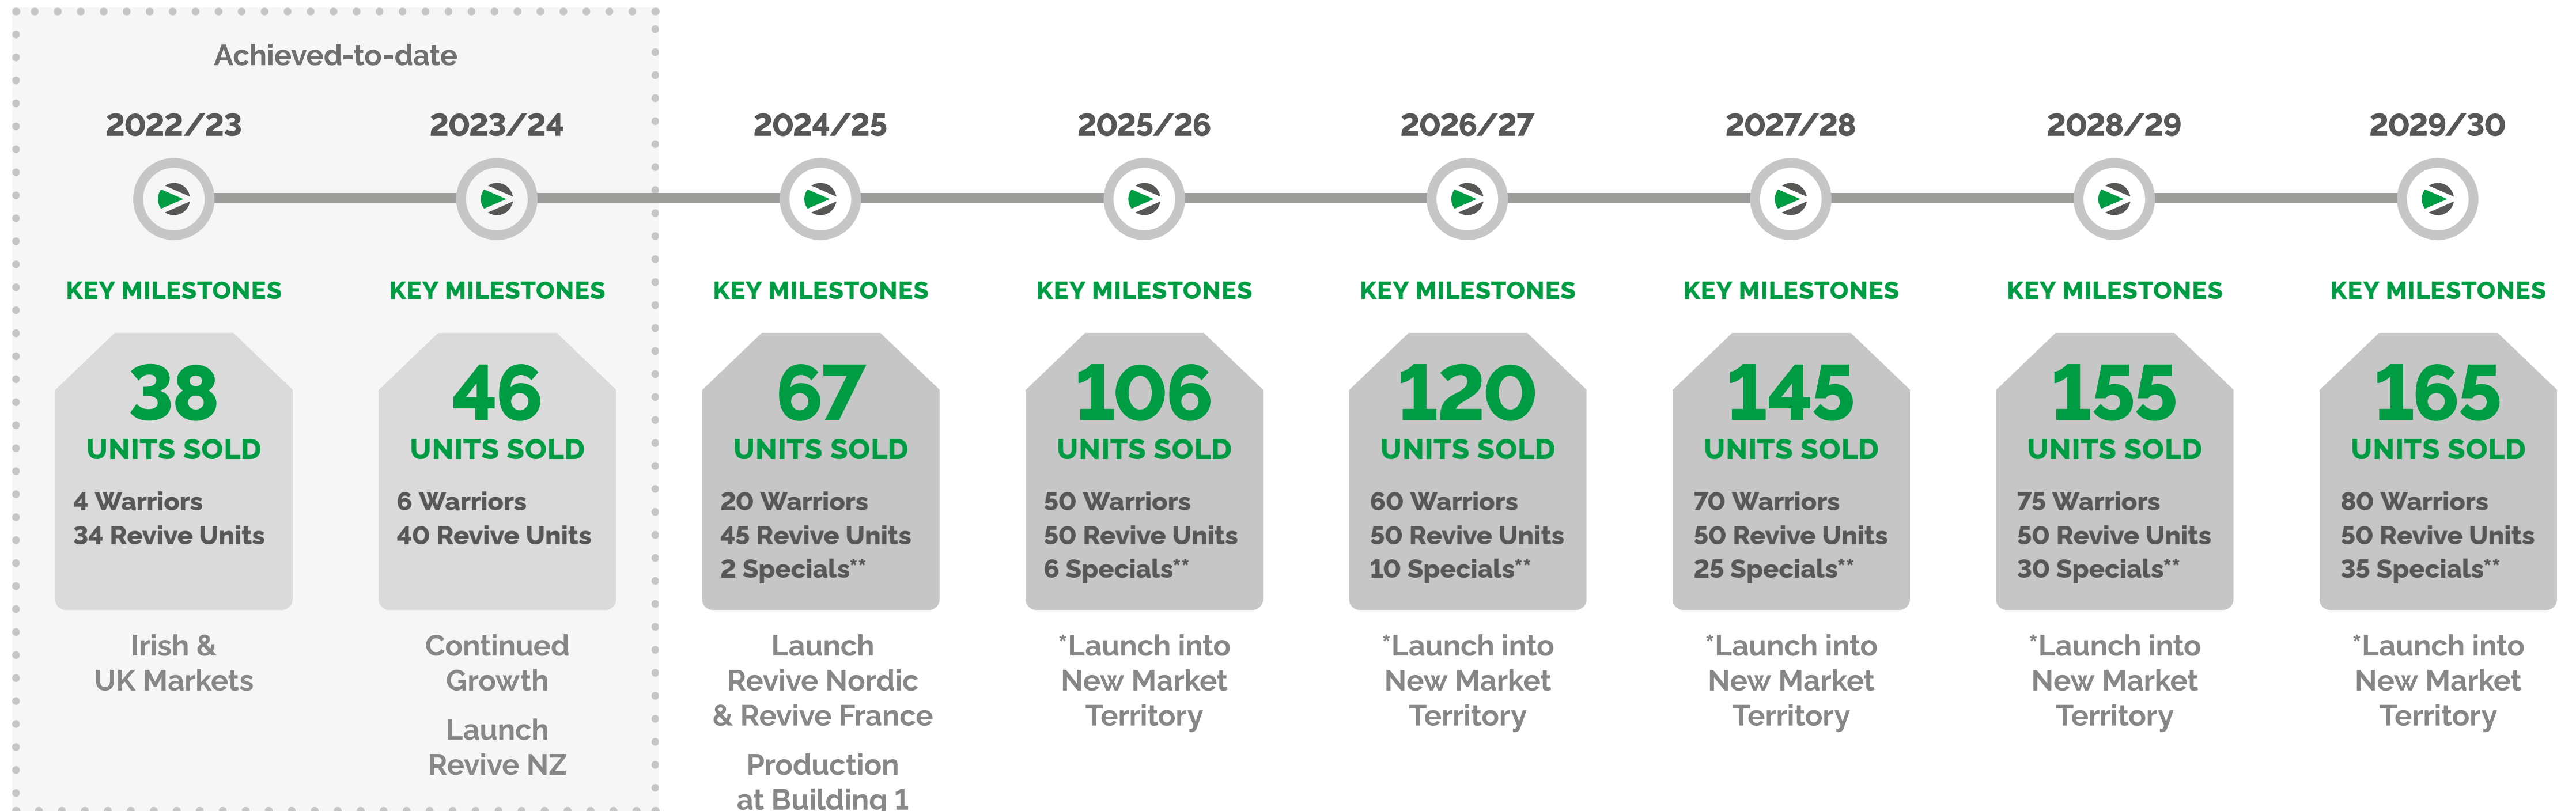 Achieved-to-date
2022/23
KEY MILESTONES
38
UNITS SOLD
4 Warriors
34 Revive Units
Irish &
UK Markets
2023/24
KEY MILESTONES
46
UNITS SOLD
6 Warriors
40 Revive Units
Continued
Growth
Launch
Revive NZ
2024/25
KEY MILESTONES
67
UNITS SOLD
20 Warriors
45 Revive Units
2 Specials**
Launch
Revive Nordic
& Revive France
Production
at Building 1
2025/26
KEY MILESTONES
106
UNITS SOLD
50 Warriors
50 Revive Units
6 Specials**
*Launch into
New Market
Territory
2026/27
KEY MILESTONES
120
UNITS SOLD
60 Warriors
50 Revive Units
10 Specials**
*Launch into
New Market
Territory
2027/28
KEY MILESTONES
145
UNITS SOLD
70 Warriors
50 Revive Units
25 Specials**
*Launch into
New Market
Territory
2028/29
KEY MILESTONES
155
UNITS SOLD
75 Warriors
50 Revive Units
30 Specials**
*Launch into
New Market
Territory
2029/30
KEY MILESTONES
165
UNITS SOLD
80 Warriors
50 Revive Units
35 Specials**
*Launch into
New Market
Territory